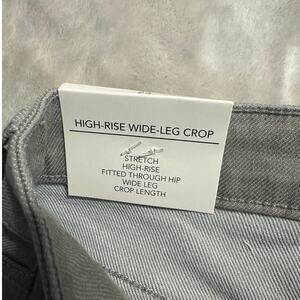 HIGH-RISE WIDE-LEG CROP
STRETCH
HIGH-RISE
FITTED THROUGH HIP
WIDE LEG
CROP LENGTH